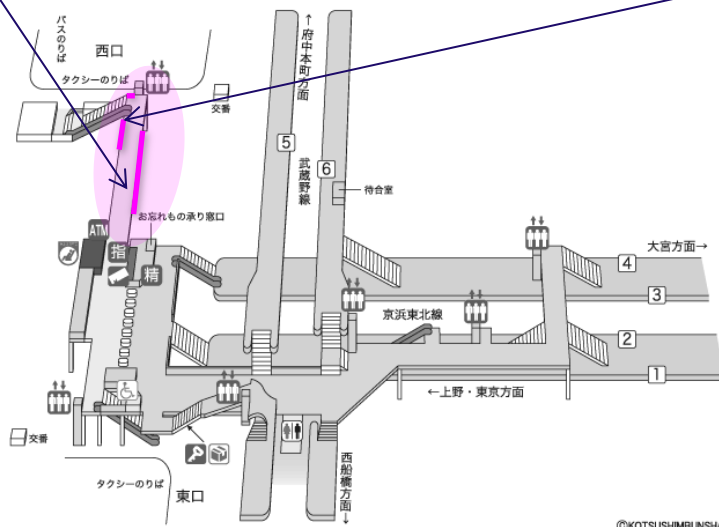 バスのりば
西口
タクシーのりば
交番
↑府中本町方面
5
武蔵野線
6
待合室
お忘れもの承り窓口
ATM
指
精
大宮方面→
4
3
京浜東北線
2
1
←上野・東京方面
交番
タクシーのりば
東口
西船橋方面↓
©KOTSUSHIMBUNSHA